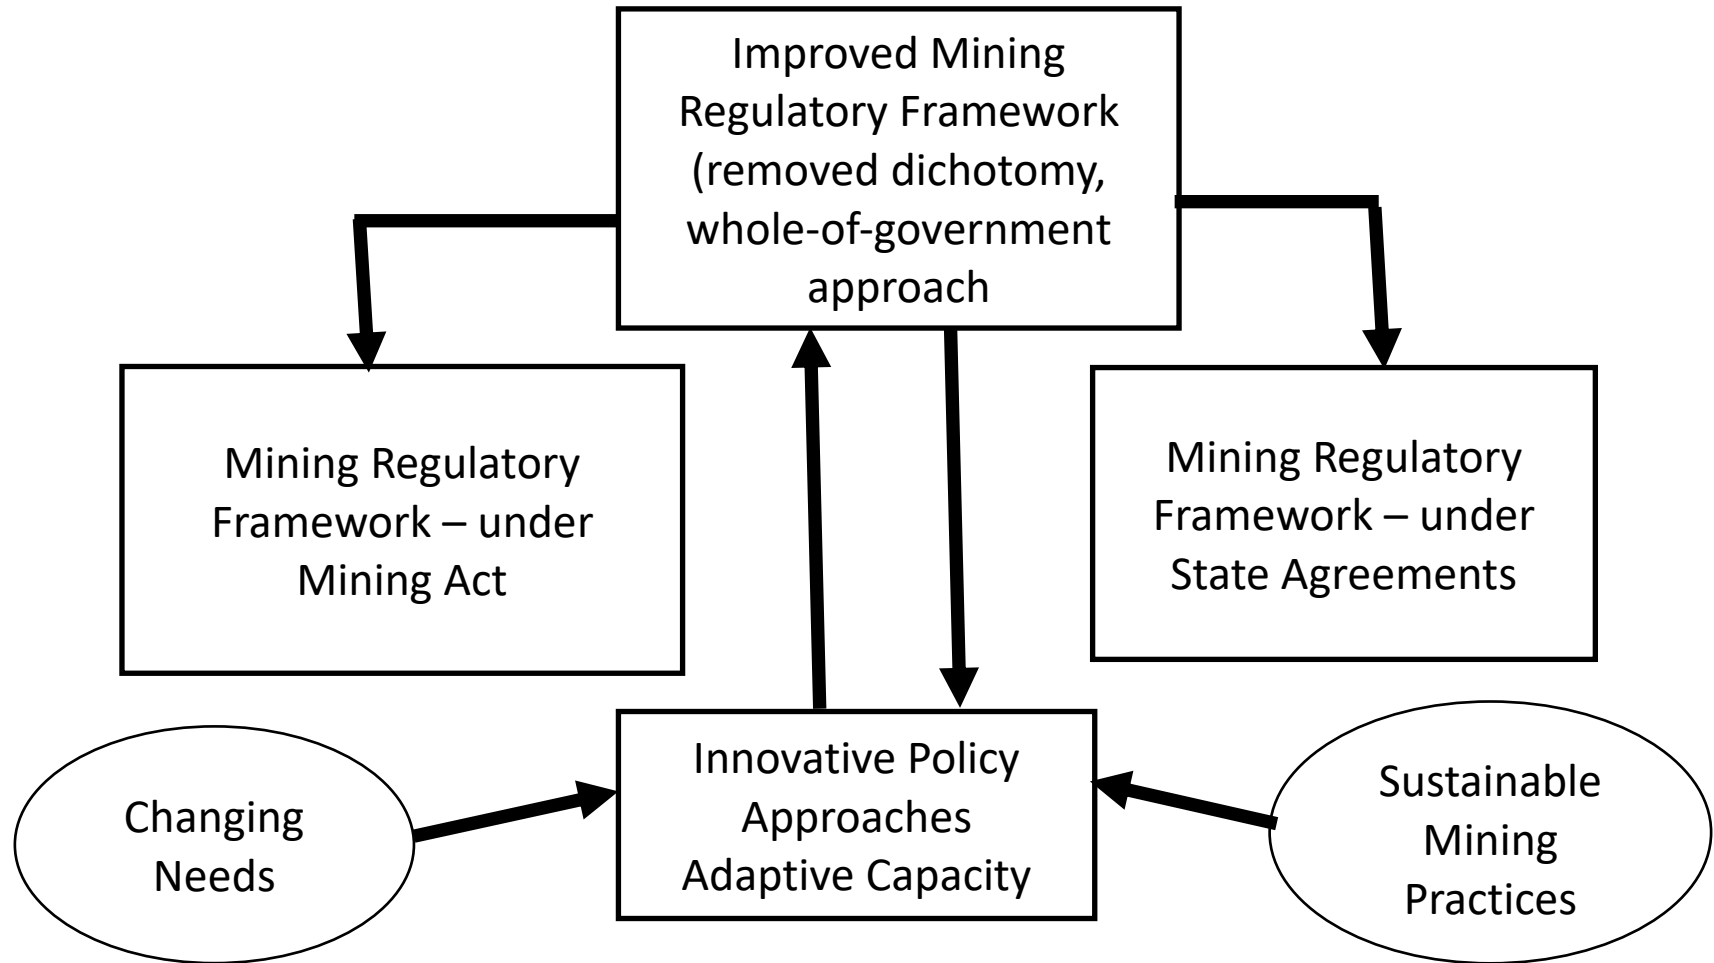 Improved Mining
Regulatory Framework
(removed dichotomy,
whole-of-government
approach
Mining Regulatory
Framework – under
Mining Act
Mining Regulatory
Framework – under
State Agreements
Changing
Needs
Innovative Policy
Approaches
Adaptive Capacity
Sustainable
Mining
Practices